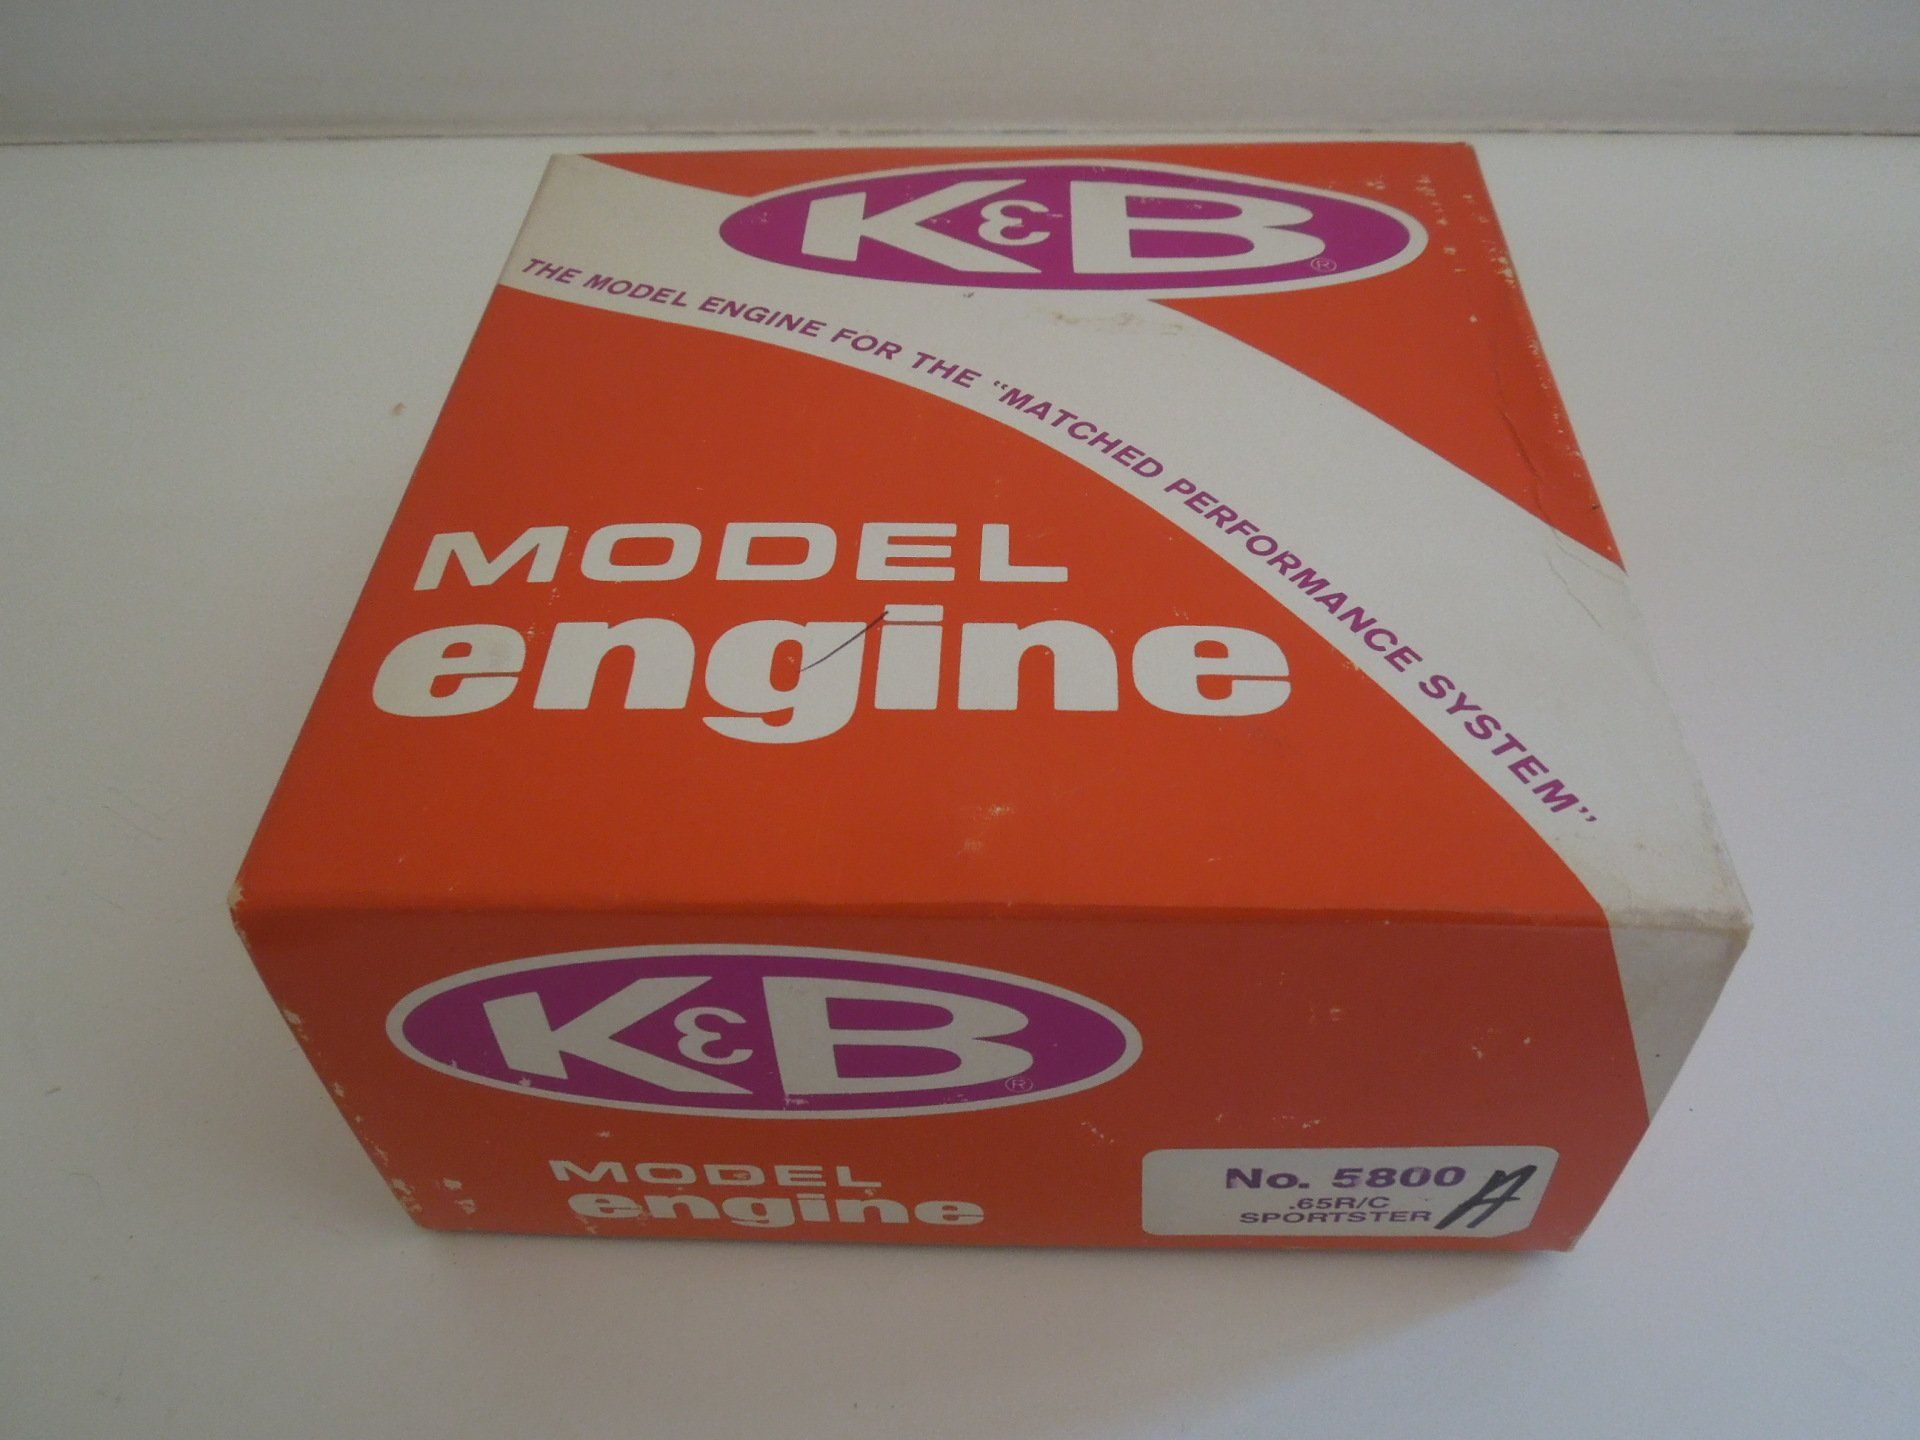 K&B®
THE MODEL ENGINE FOR THE "MATCHED PERFORMANCE SYSTEM"
MODEL
engine
K&B®
MODEL
engine
No. 5800 A
.65R/C
SPORTSTER